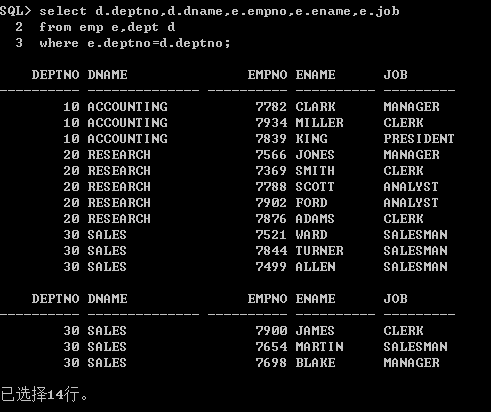 SQL> select d.deptno,d.dname,e.empno,e.ename,e.job
  2  from emp e,dept d
  3  where e.deptno=d.deptno;
    DEPTNO DNAME               EMPNO ENAME      JOB
---------- -------------- ---------- ---------- ---------
        10 ACCOUNTING           7782 CLARK      MANAGER
        10 ACCOUNTING           7934 MILLER     CLERK
        10 ACCOUNTING           7839 KING       PRESIDENT
        20 RESEARCH             7566 JONES      MANAGER
        20 RESEARCH             7369 SMITH      CLERK
        20 RESEARCH             7788 SCOTT      ANALYST
        20 RESEARCH             7902 FORD       ANALYST
        20 RESEARCH             7876 ADAMS      CLERK
        30 SALES                7521 WARD       SALESMAN
        30 SALES                7844 TURNER     SALESMAN
        30 SALES                7499 ALLEN      SALESMAN
    DEPTNO DNAME               EMPNO ENAME      JOB
---------- -------------- ---------- ---------- ---------
        30 SALES                7900 JAMES      CLERK
        30 SALES                7654 MARTIN     SALESMAN
        30 SALES                7698 BLAKE      MANAGER
已选择14行。